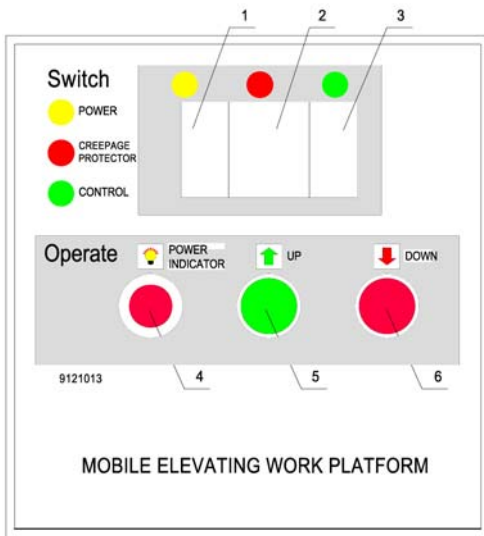 1 2 3
Switch
POWER
CREEPAGE
PROTECTOR
CONTROL
Operate
POWER
INDICATOR
UP
DOWN
9121013
4 5 6
MOBILE ELEVATING WORK PLATFORM